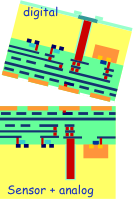 digital
Sensor + analog